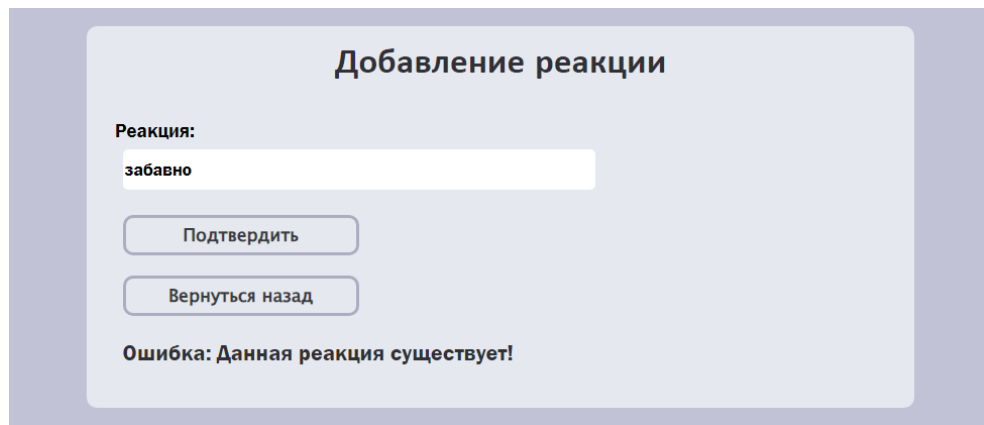 Добавление реакции
Реакция:
забавно
Подтвердить
Вернуться назад
Ошибка: Данная реакция существует!